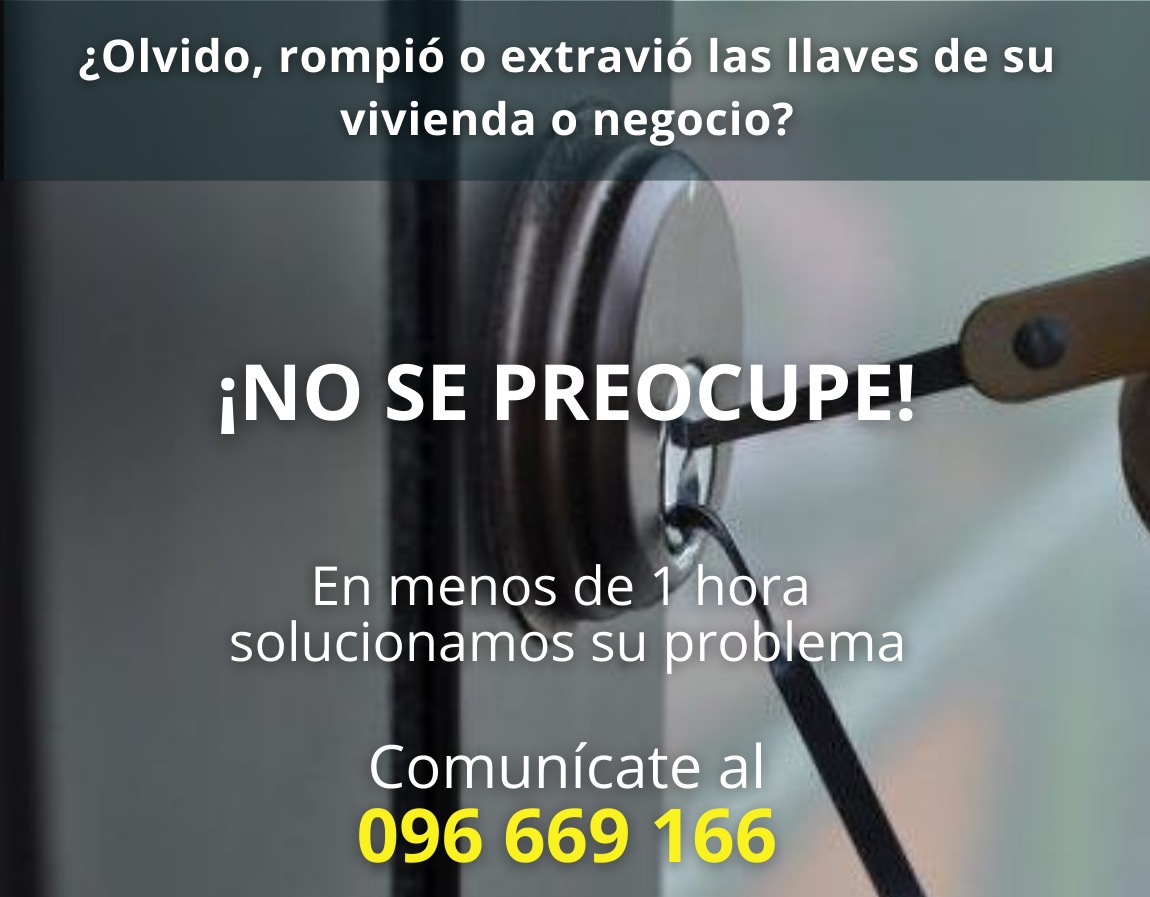 ¿Olvido, rompió o extravió las llaves de su
vivienda o negocio?
¡NO SE PREOCUPE!
En menos de 1 hora
solucionamos su problema
Comunícate al
096 669 166